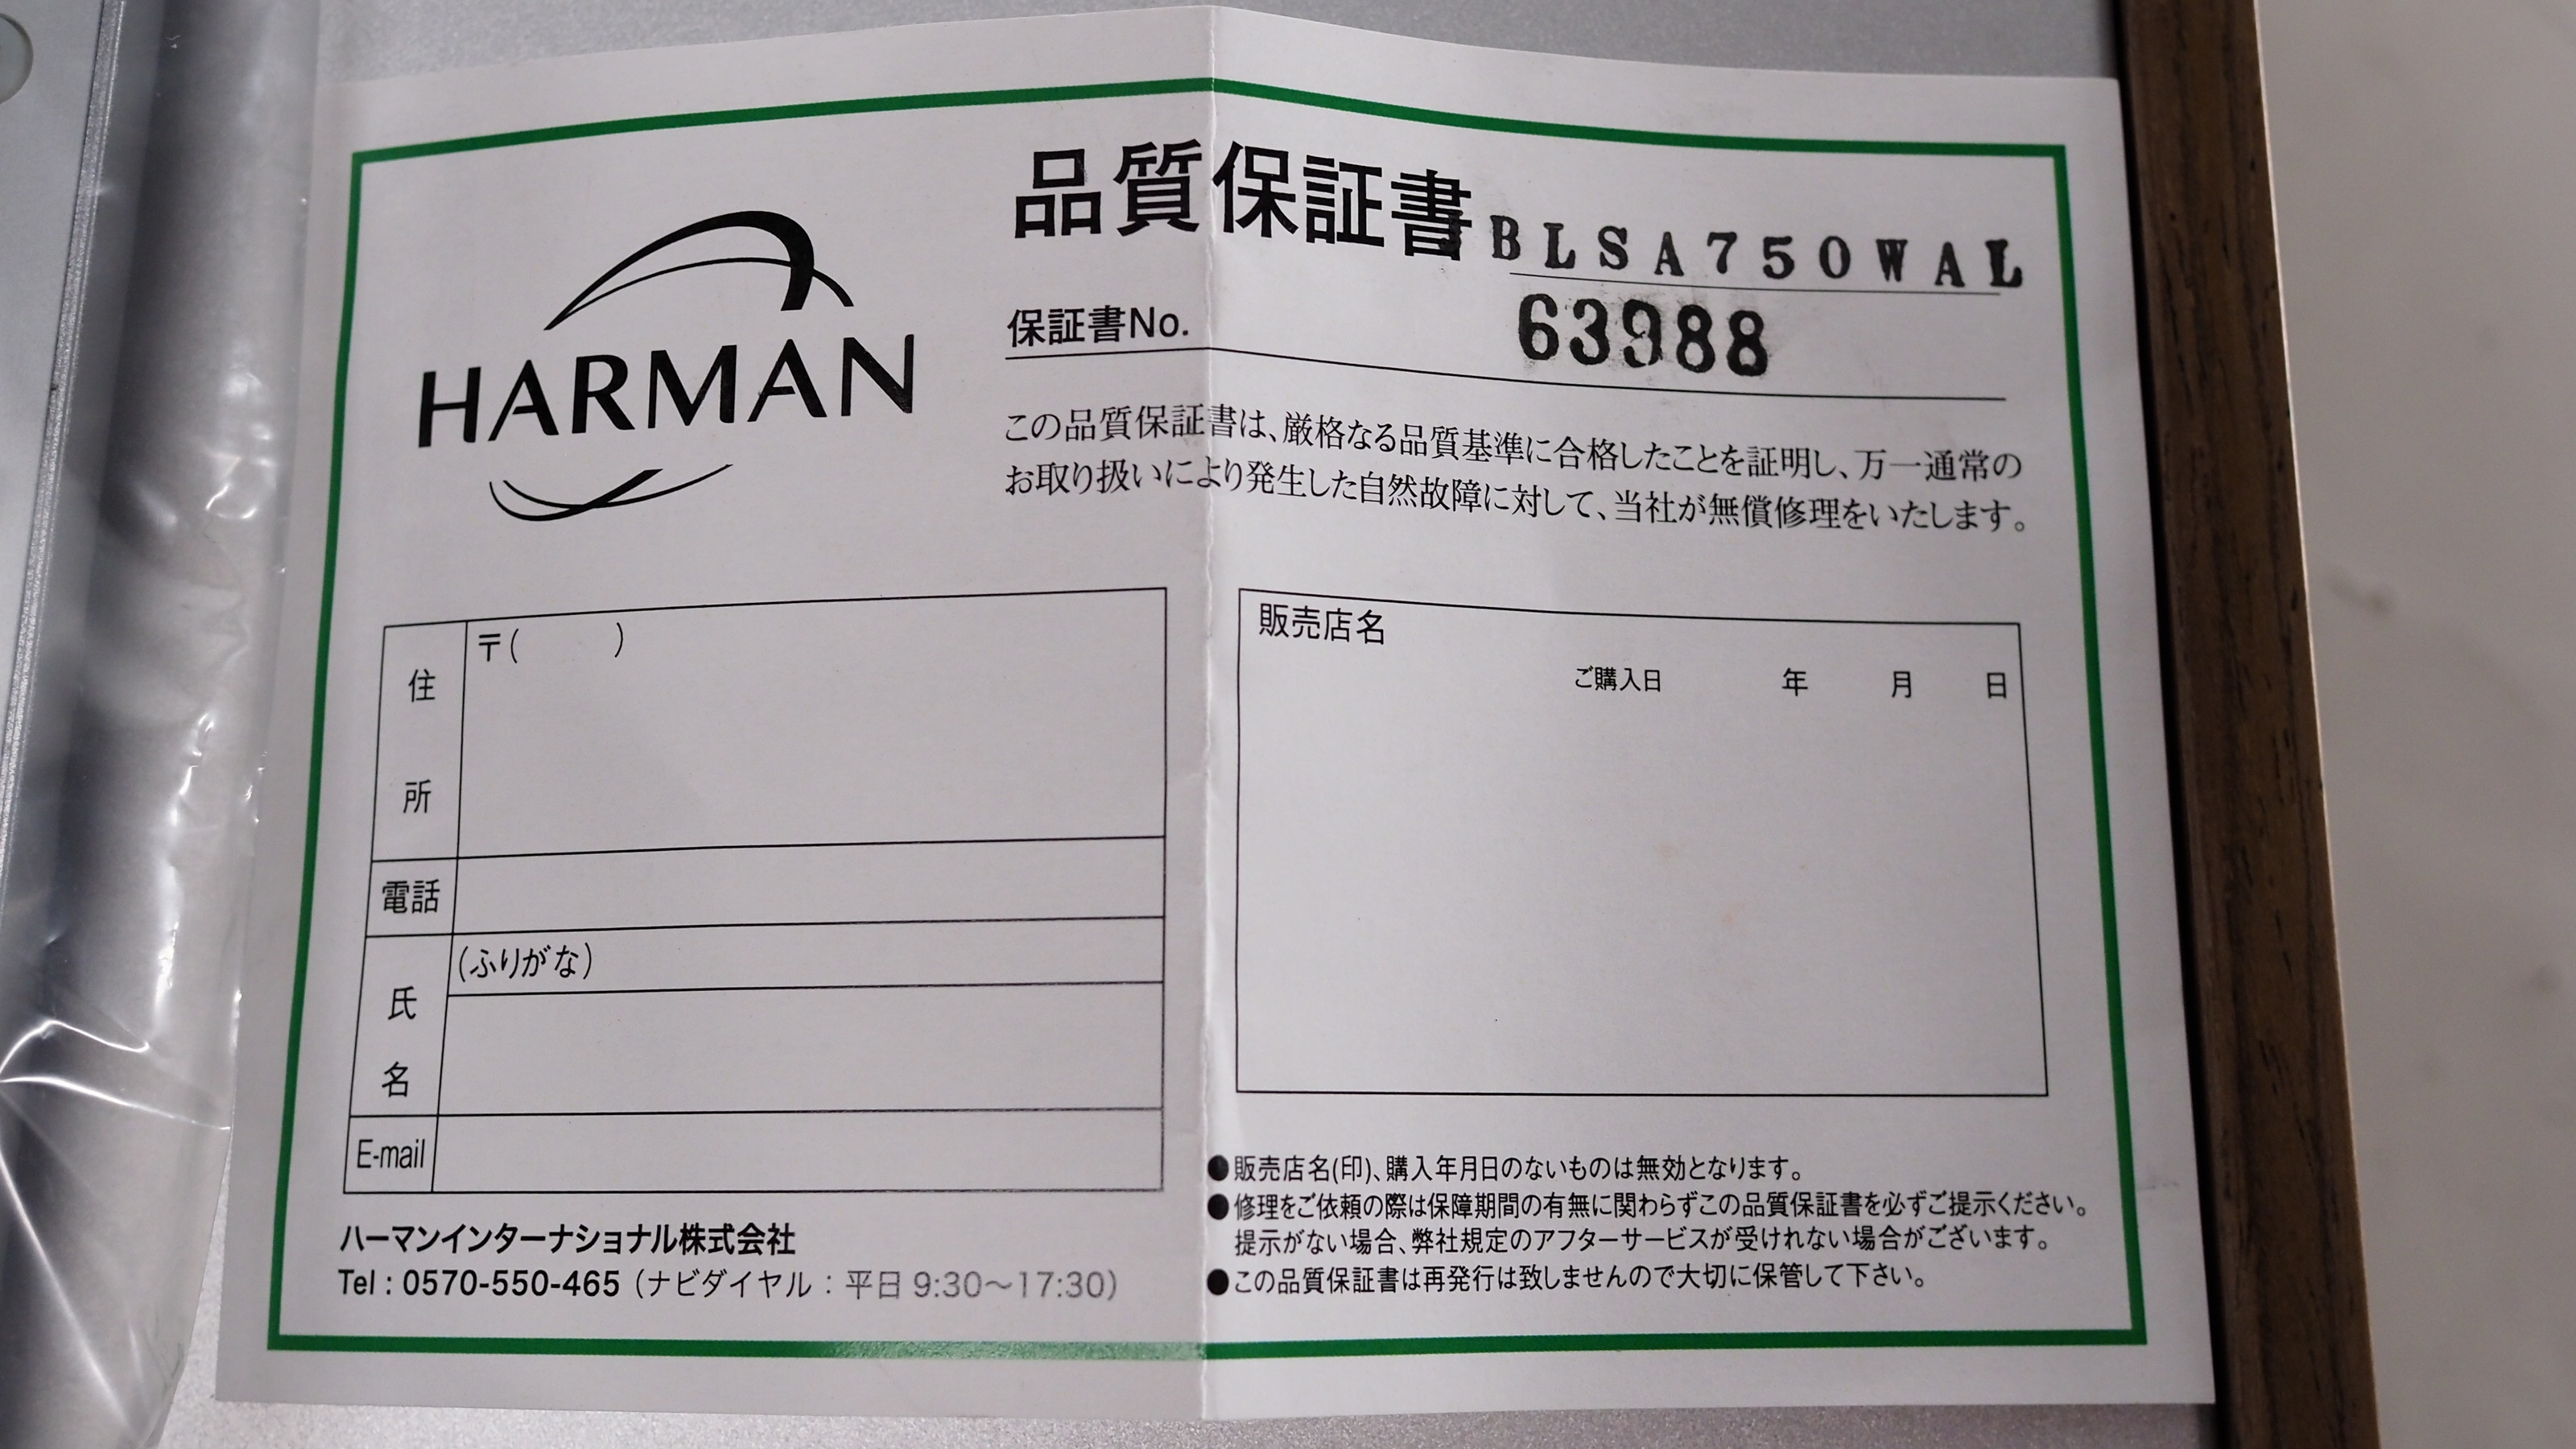 品質保証書
BLSA750WAL
HARMAN
保証書No.
63988
この品質保証書は、厳格なる品質基準に合格したことを証明し、万一通常の
お取り扱いにより発生した自然故障に対して、当社が無償修理をいたします。
住所
〒(　　　)
電話
氏名
(ふりがな)
E-mail
ハーマンインターナショナル株式会社
Tel : 0570-550-465（ナビダイヤル : 平日 9:30〜17:30）
販売店名
ご購入日　　年　　月　　日
●販売店名(印)、購入年月日のないものは無効となります。
●修理をご依頼の際は保障期間の有無に関わらずこの品質保証書を必ずご提示ください。
提示がない場合、弊社規定のアフターサービスが受けれない場合がございます。
●この品質保証書は再発行は致しませんので大切に保管して下さい。